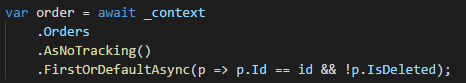 var order = await _context
    .Orders
    .AsNoTracking()
    .FirstOrDefaultAsync(p => p.Id == id && !p.IsDeleted);